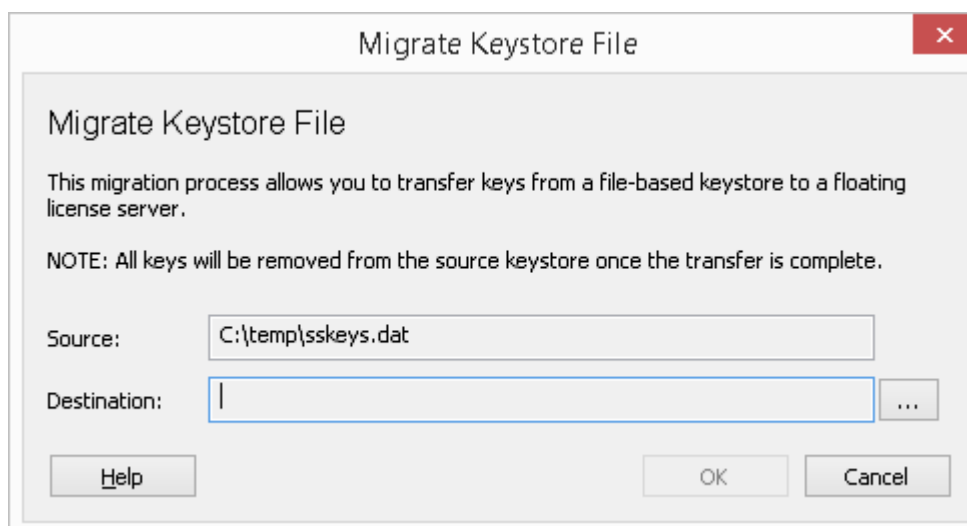 Migrate Keystore File
Migrate Keystore File
This migration process allows you to transfer keys from a file-based keystore to a floating
license server.
NOTE: All keys will be removed from the source keystore once the transfer is complete.
Source: C:\temp\sskeys.dat
Destination: ...
Help OK Cancel